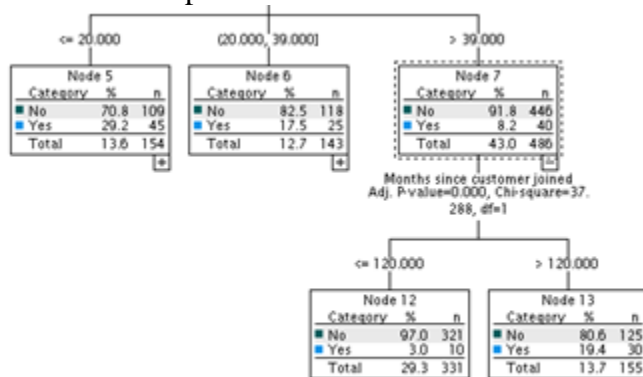 <= 20.000 (20.000, 39.000] > 39.000
Node 5 Node 6 Node 7
Category % n Category % n Category % n
No 70.8 109 No 82.5 118 No 91.8 446
Yes 29.2 45 Yes 17.5 25 Yes 8.2 40
Total 13.6 154 Total 12.7 143 Total 43.0 486
Months since customer joined
Adj. P-value=0.000, Chi-square=37.
288, df=1
<= 120.000 > 120.000
Node 12 Node 13
Category % n Category % n
No 97.0 321 No 80.6 125
Yes 3.0 10 Yes 19.4 30
Total 29.3 331 Total 13.7 155